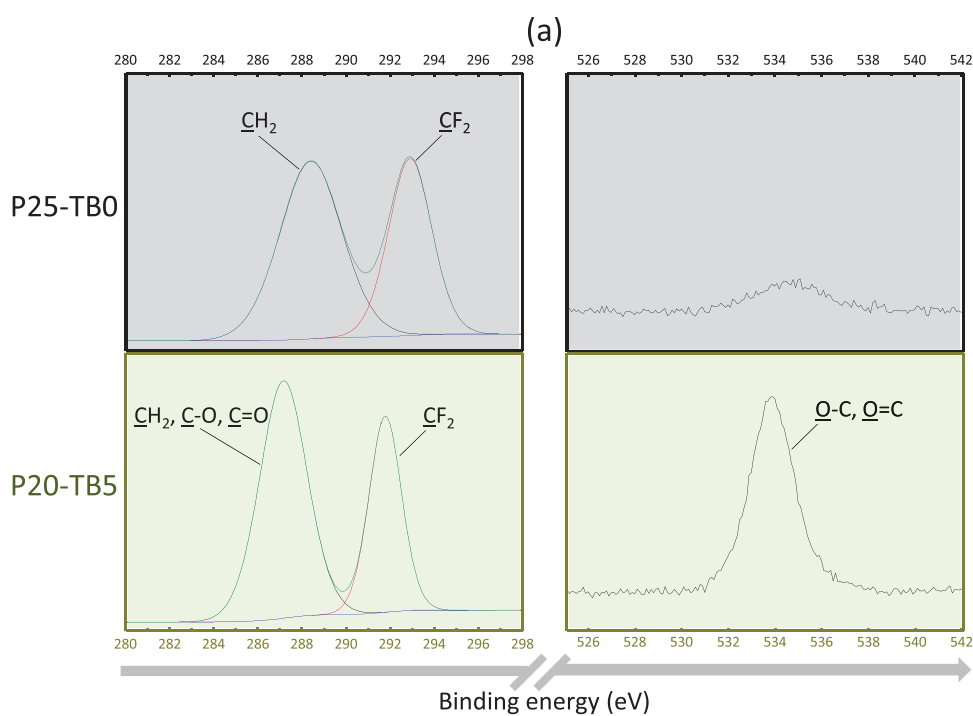 (a)
280 282 284 286 288 290 292 294 296 298 526 528 530 532 534 536 538 540 542
CH₂ CF₂
P25-TB0
CH₂, C-O, C=O CF₂ O-C, O=C
P20-TB5
280 282 284 286 288 290 292 294 296 298 526 528 530 532 534 536 538 540 542
Binding energy (eV)